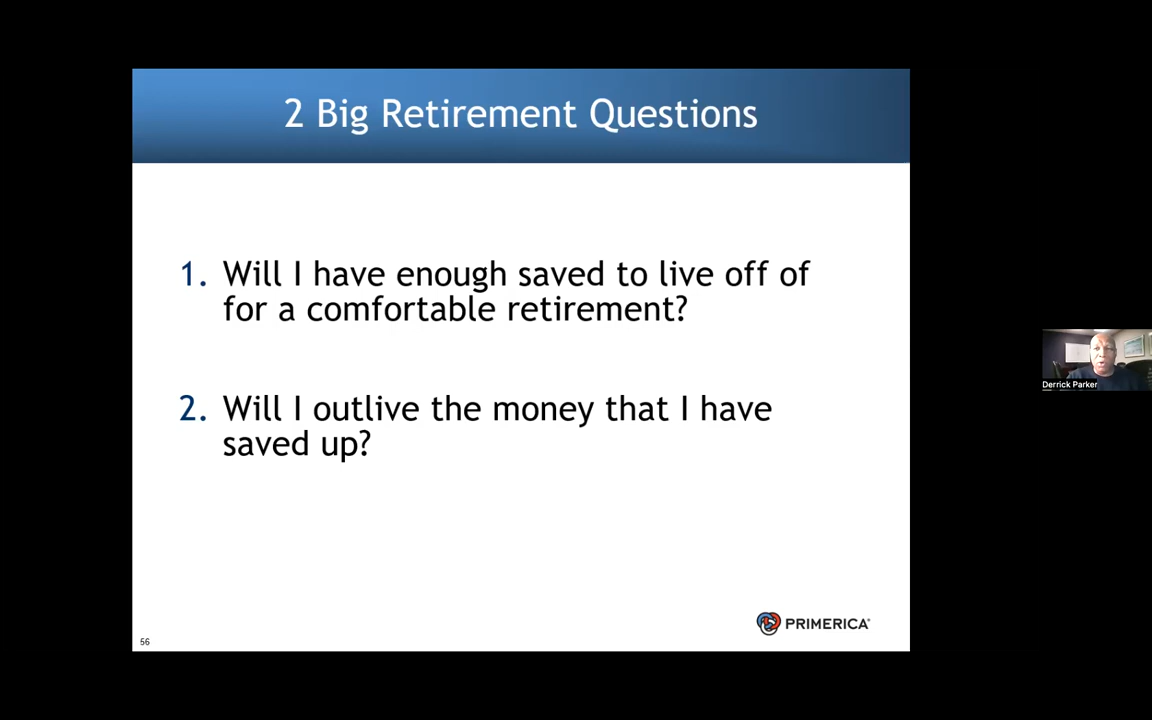 2 Big Retirement Questions
1. Will I have enough saved to live off of
for a comfortable retirement?
2. Will I outlive the money that I have
saved up?
PRIMERICA®
56
Derrick Parker